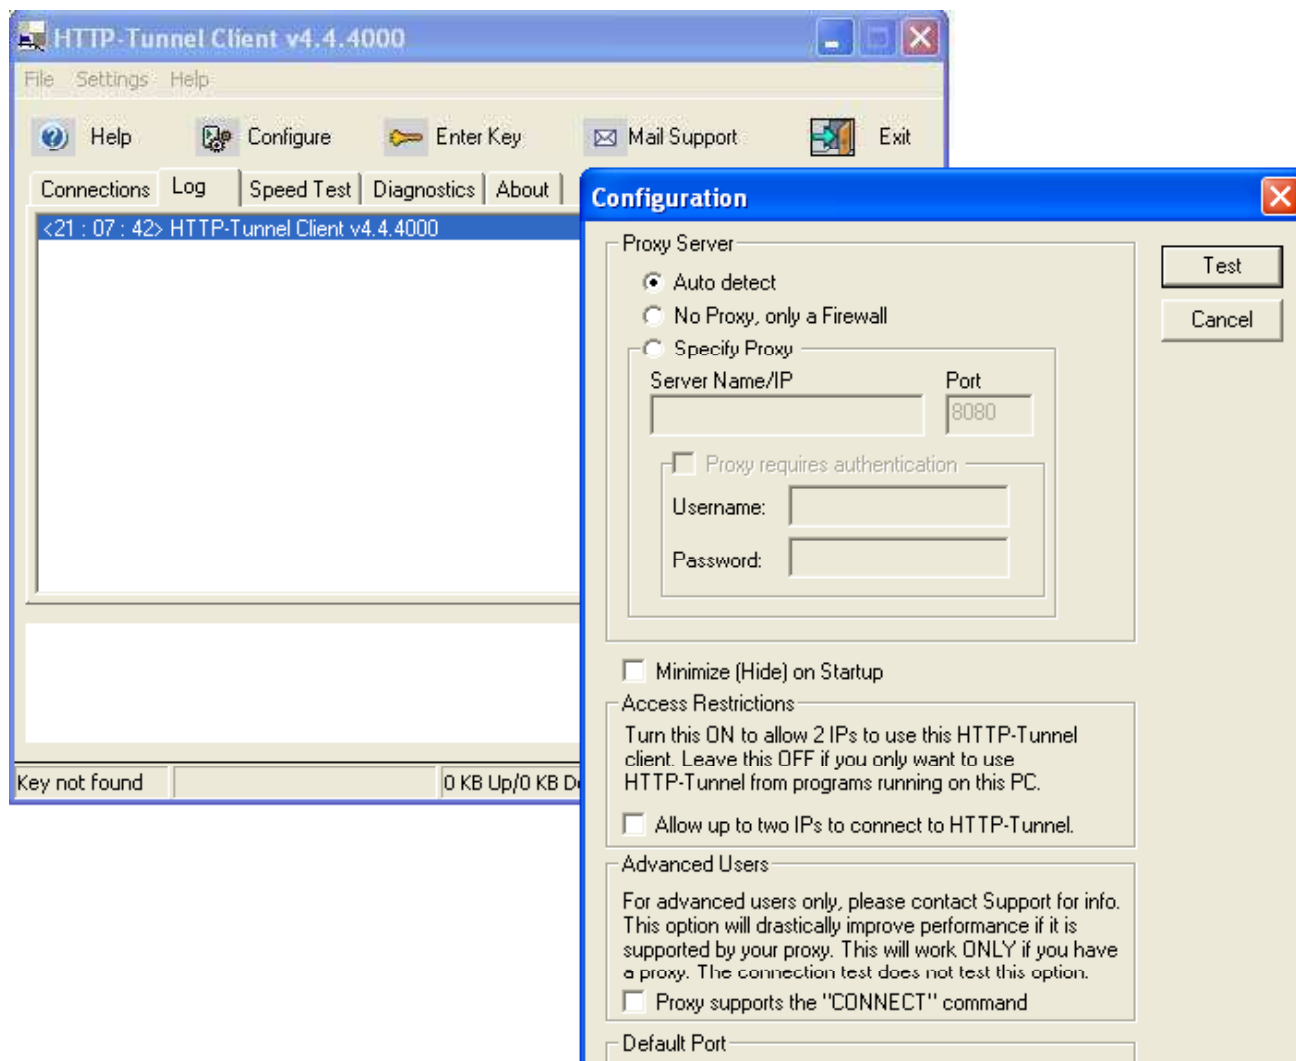 HTTP-Tunnel Client v4.4.4000
File Settings Help
Help Configure Enter Key Mail Support Exit
Connections Log Speed Test Diagnostics About
<21 : 07 : 42> HTTP-Tunnel Client v4.4.4000
Key not found 0 KB Up/0 KB
Configuration
Proxy Server
Auto detect
No Proxy, only a Firewall
Specify Proxy
Server Name/IP Port
8080
Proxy requires authentication
Username:
Password:
Test
Cancel
Minimize (Hide) on Startup
Access Restrictions
Turn this ON to allow 2 IPs to use this HTTP-Tunnel
client. Leave this OFF if you only want to use
HTTP-Tunnel from programs running on this PC.
Allow up to two IPs to connect to HTTP-Tunnel.
Advanced Users
For advanced users only, please contact Support for info.
This option will drastically improve performance if it is
supported by your proxy. This will work ONLY if you have
a proxy. The connection test does not test this option.
Proxy supports the "CONNECT" command
Default Port